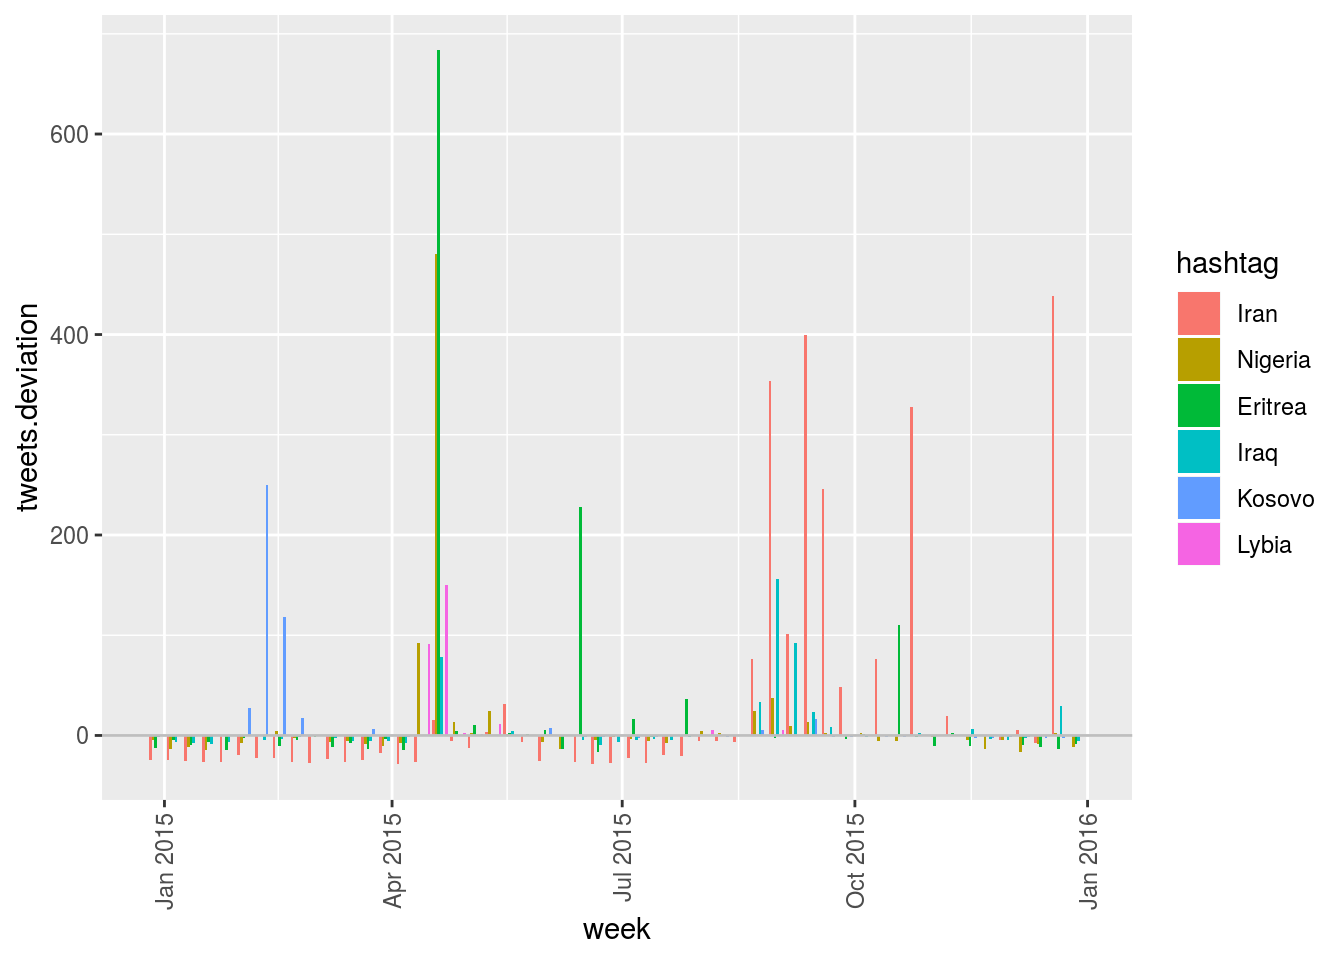 600
400
200
0
tweets.deviation
Jan 2015
Apr 2015
Jul 2015
Oct 2015
Jan 2016
week
hashtag
Iran
Nigeria
Eritrea
Iraq
Kosovo
Lybia